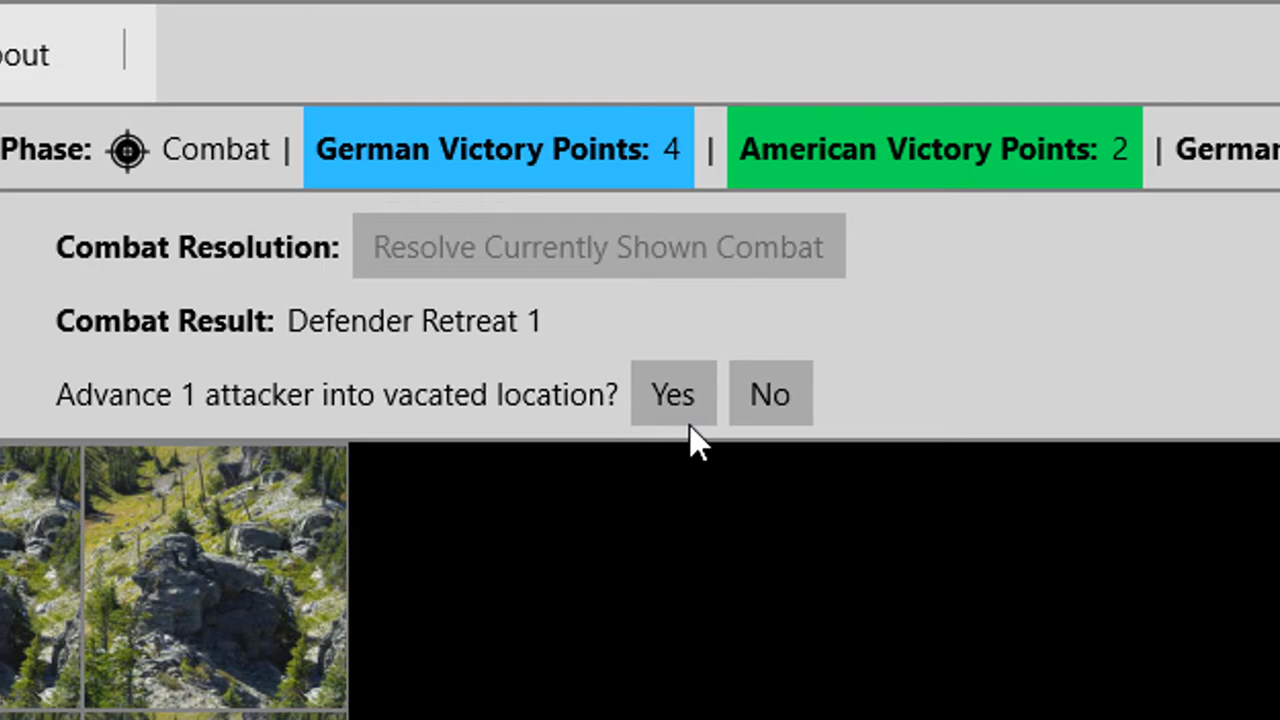 bout |
Phase: Combat | German Victory Points: 4 | American Victory Points: 2 | German
Combat Resolution: Resolve Currently Shown Combat
Combat Result: Defender Retreat 1
Advance 1 attacker into vacated location? Yes No